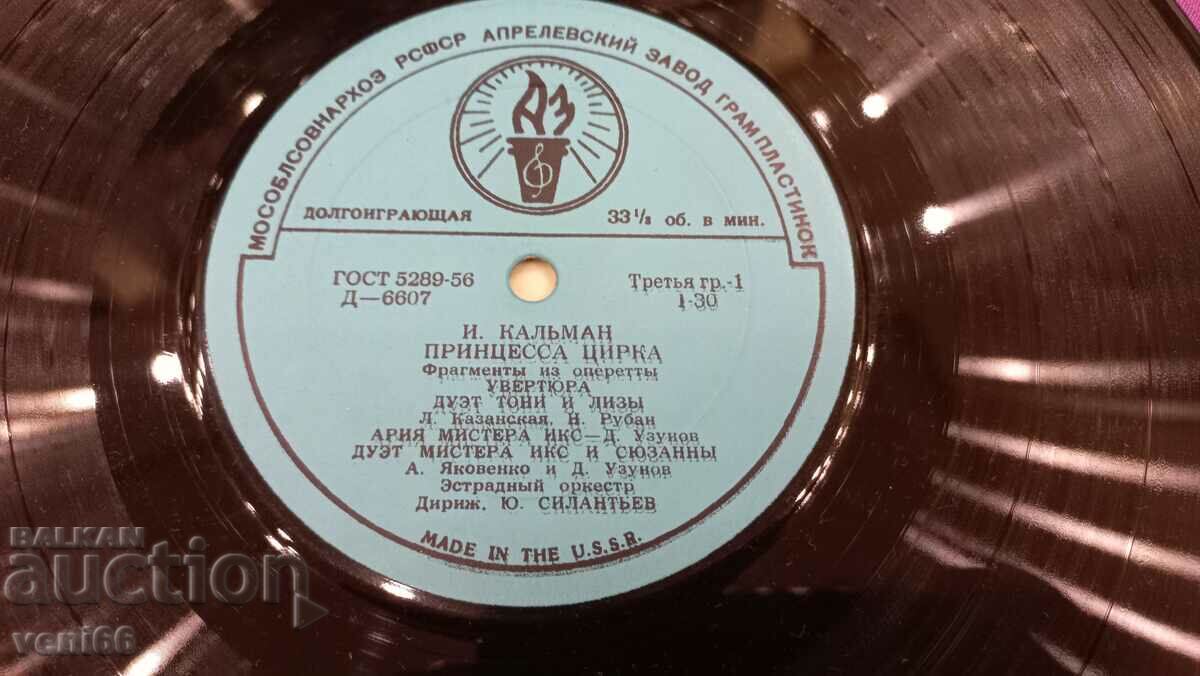 МОСОБЛСОВНАРХОЗ РСФСР АПРЕЛЕВСКИЙ ЗАВОД ГРАМПЛАСТИНОК
АЗ
ДОЛГОИГРАЮЩАЯ 33 1/3 об. в мин.
ГОСТ 5289-56 Третья гр.-1
Д—6607 1-30
И. КАЛЬМАН
ПРИНЦЕССА ЦИРКА
Фрагменты из оперетты
УВЕРТЮРА
ДУЭТ ТОНИ И ЛИЗЫ
Л. Казанская, Н. Рубан
АРИЯ МИСТЕРА ИКС—Д. Узунов
ДУЭТ МИСТЕРА ИКС И СЮЗАННЫ
А. Яковенко и Д. Узунов
Эстрадный оркестр
Дириж. Ю. СИЛАНТЬЕВ
MADE IN THE U.S.S.R.
BALKAN
auction
veni66